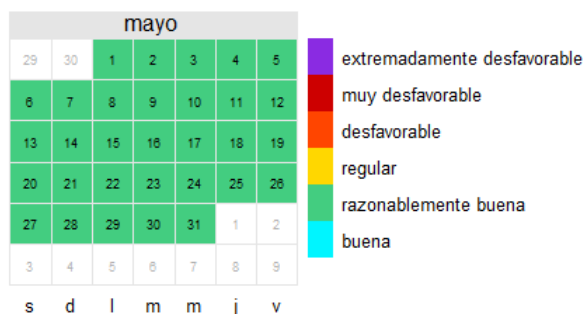 mayo
29 30 1 2 3 4 5
6 7 8 9 10 11 12
13 14 15 16 17 18 19
20 21 22 23 24 25 26
27 28 29 30 31 1 2
3 4 5 6 7 8 9
s d l m m j v
extremadamente desfavorable
muy desfavorable
desfavorable
regular
razonablemente buena
buena